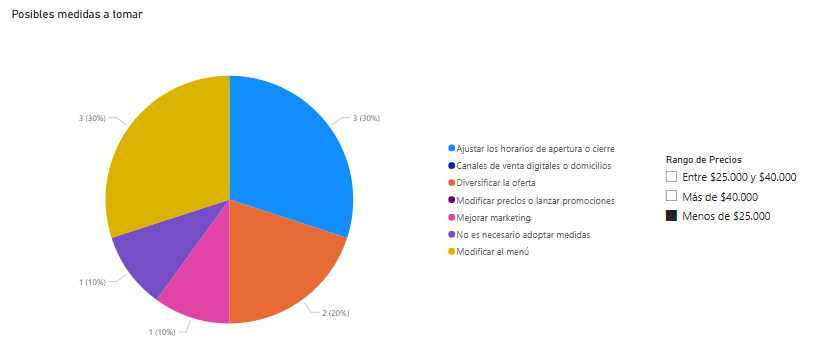 Posibles medidas a tomar
3 (30%)
3 (30%)
2 (20%)
1 (10%)
1 (10%)
Ajustar los horarios de apertura o cierre
Canales de venta digitales o domicilios
Diversificar la oferta
Modificar precios o lanzar promociones
Mejorar marketing
No es necesario adoptar medidas
Modificar el menú
Rango de Precios
Entre $25.000 y $40.000
Más de $40.000
Menos de $25.000